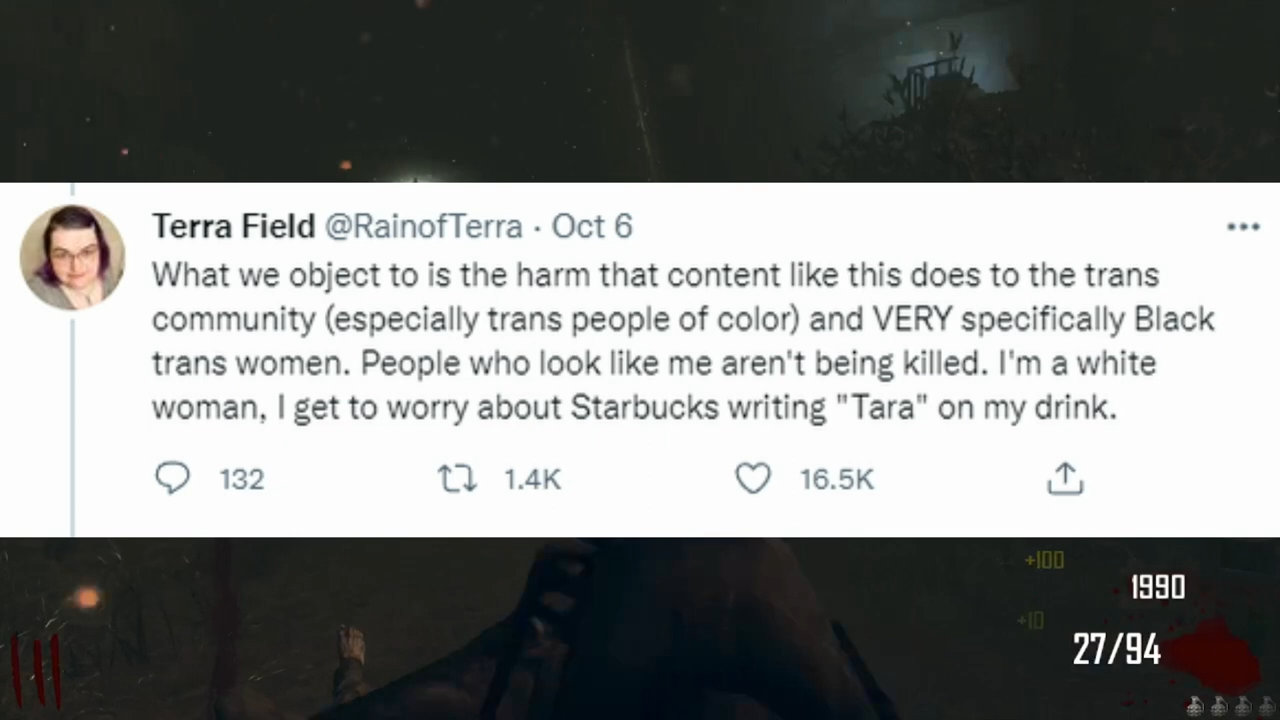 Terra Field @RainofTerra · Oct 6
What we object to is the harm that content like this does to the trans
community (especially trans people of color) and VERY specifically Black
trans women. People who look like me aren't being killed. I'm a white
woman, I get to worry about Starbucks writing "Tara" on my drink.
132 1.4K 16.5K
+100
1990
+10
27/94